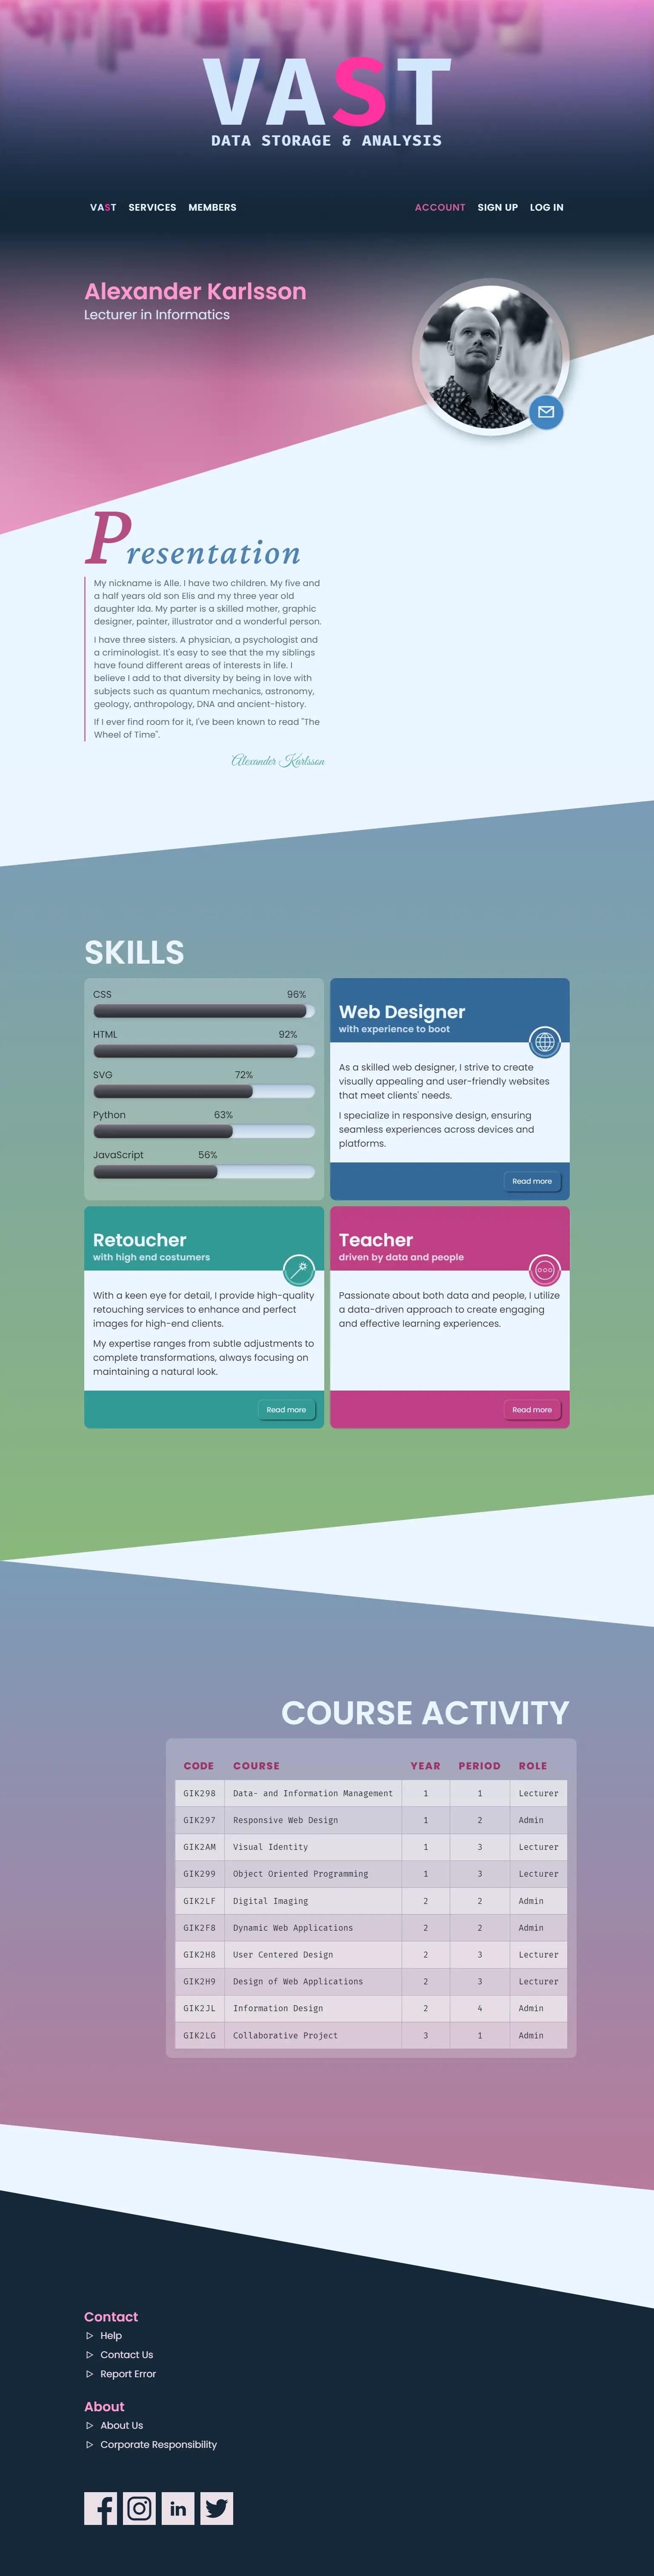 VAST
DATA STORAGE & ANALYSIS
VAST SERVICES MEMBERS ACCOUNT SIGN UP LOG IN
Alexander Karlsson
Lecturer in Informatics
Presentation
My nickname is Alle. I have two children. My five and
a half years old son Elis and my three year old
daughter Ida. My parter is a skilled mother, graphic
designer, painter, illustrator and a wonderful person.
I have three sisters. A physician, a psychologist and
a criminologist. It's easy to see that the my siblings
have found different areas of interests in life. I
believe I add to that diversity by being in love with
subjects such as quantum mechanics, astronomy,
geology, anthropology, DNA and ancient-history.
If I ever find room for it, I've been known to read "The
Wheel of Time".
Alexander Karlsson
SKILLS
CSS 96%
HTML 92%
SVG 72%
Python 63%
JavaScript 56%
Web Designer
with experience to boot
As a skilled web designer, I strive to create
visually appealing and user-friendly websites
that meet clients' needs.
I specialize in responsive design, ensuring
seamless experiences across devices and
platforms.
Read more
Retoucher
with high end costumers
With a keen eye for detail, I provide high-quality
retouching services to enhance and perfect
images for high-end clients.
My expertise ranges from subtle adjustments to
complete transformations, always focusing on
maintaining a natural look.
Read more
Teacher
driven by data and people
Passionate about both data and people, I utilize
a data-driven approach to create engaging
and effective learning experiences.
Read more
COURSE ACTIVITY
CODE COURSE YEAR PERIOD ROLE
GIK298 Data- and Information Management 1 1 Lecturer
GIK297 Responsive Web Design 1 2 Admin
GIK2AM Visual Identity 1 3 Lecturer
GIK299 Object Oriented Programming 1 3 Lecturer
GIK2LF Digital Imaging 2 2 Admin
GIK2F8 Dynamic Web Applications 2 2 Admin
GIK2H8 User Centered Design 2 3 Lecturer
GIK2H9 Design of Web Applications 2 3 Lecturer
GIK2JL Information Design 2 4 Admin
GIK2LG Collaborative Project 3 1 Admin
Contact
Help
Contact Us
Report Error
About
About Us
Corporate Responsibility